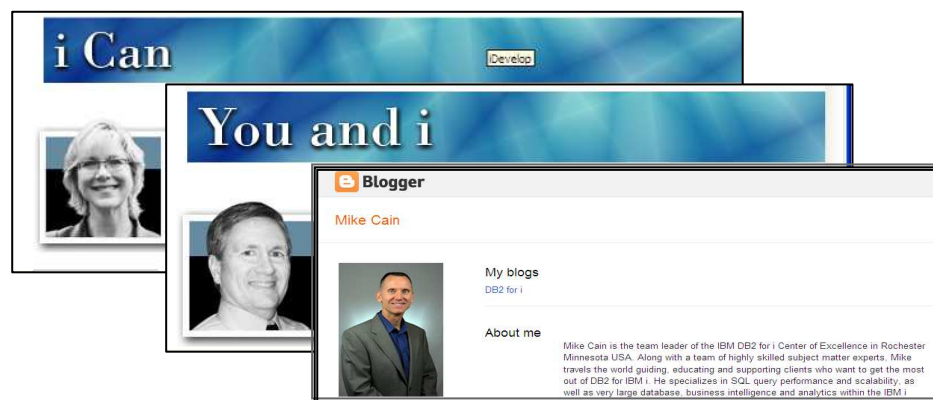 i Can
iDevelop
You and i
Blogger
Mike Cain
My blogs
DB2 for i
About me
Mike Cain is the team leader of the IBM DB2 for i Center of Excellence in Rochester
Minnesota USA. Along with a team of highly skilled subject matter experts, Mike
travels the world guiding, educating and supporting clients who want to get the most
out of DB2 for IBM i. He specializes in SQL query performance and scalability, as
well as very large database, business intelligence and analytics within the IBM i